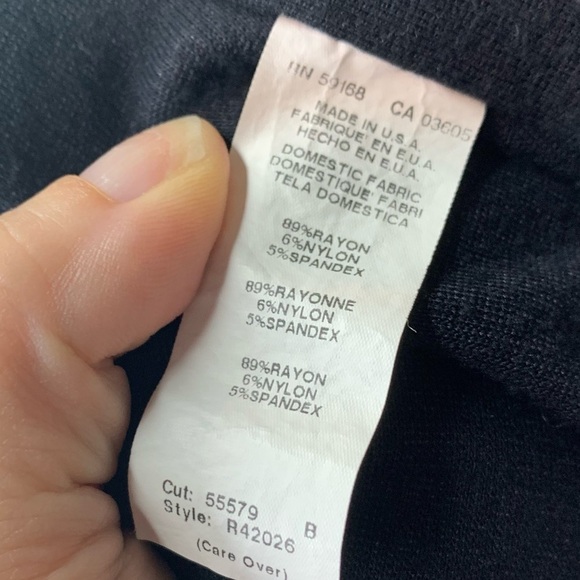 RN 59168 CA 03605
MADE IN U.S.A.
FABRIQUE' EN E.U.A.
HECHO EN E.U.A.
DOMESTIC FABRIC
DOMESTIQUE FABRI
TELA DOMESTICA
89%RAYON
6%NYLON
5%SPANDEX
89%RAYONNE
6%NYLON
5%SPANDEX
89%RAYON
6%NYLON
5%SPANDEX
Cut: 55579 B
Style: R42026
(Care Over)